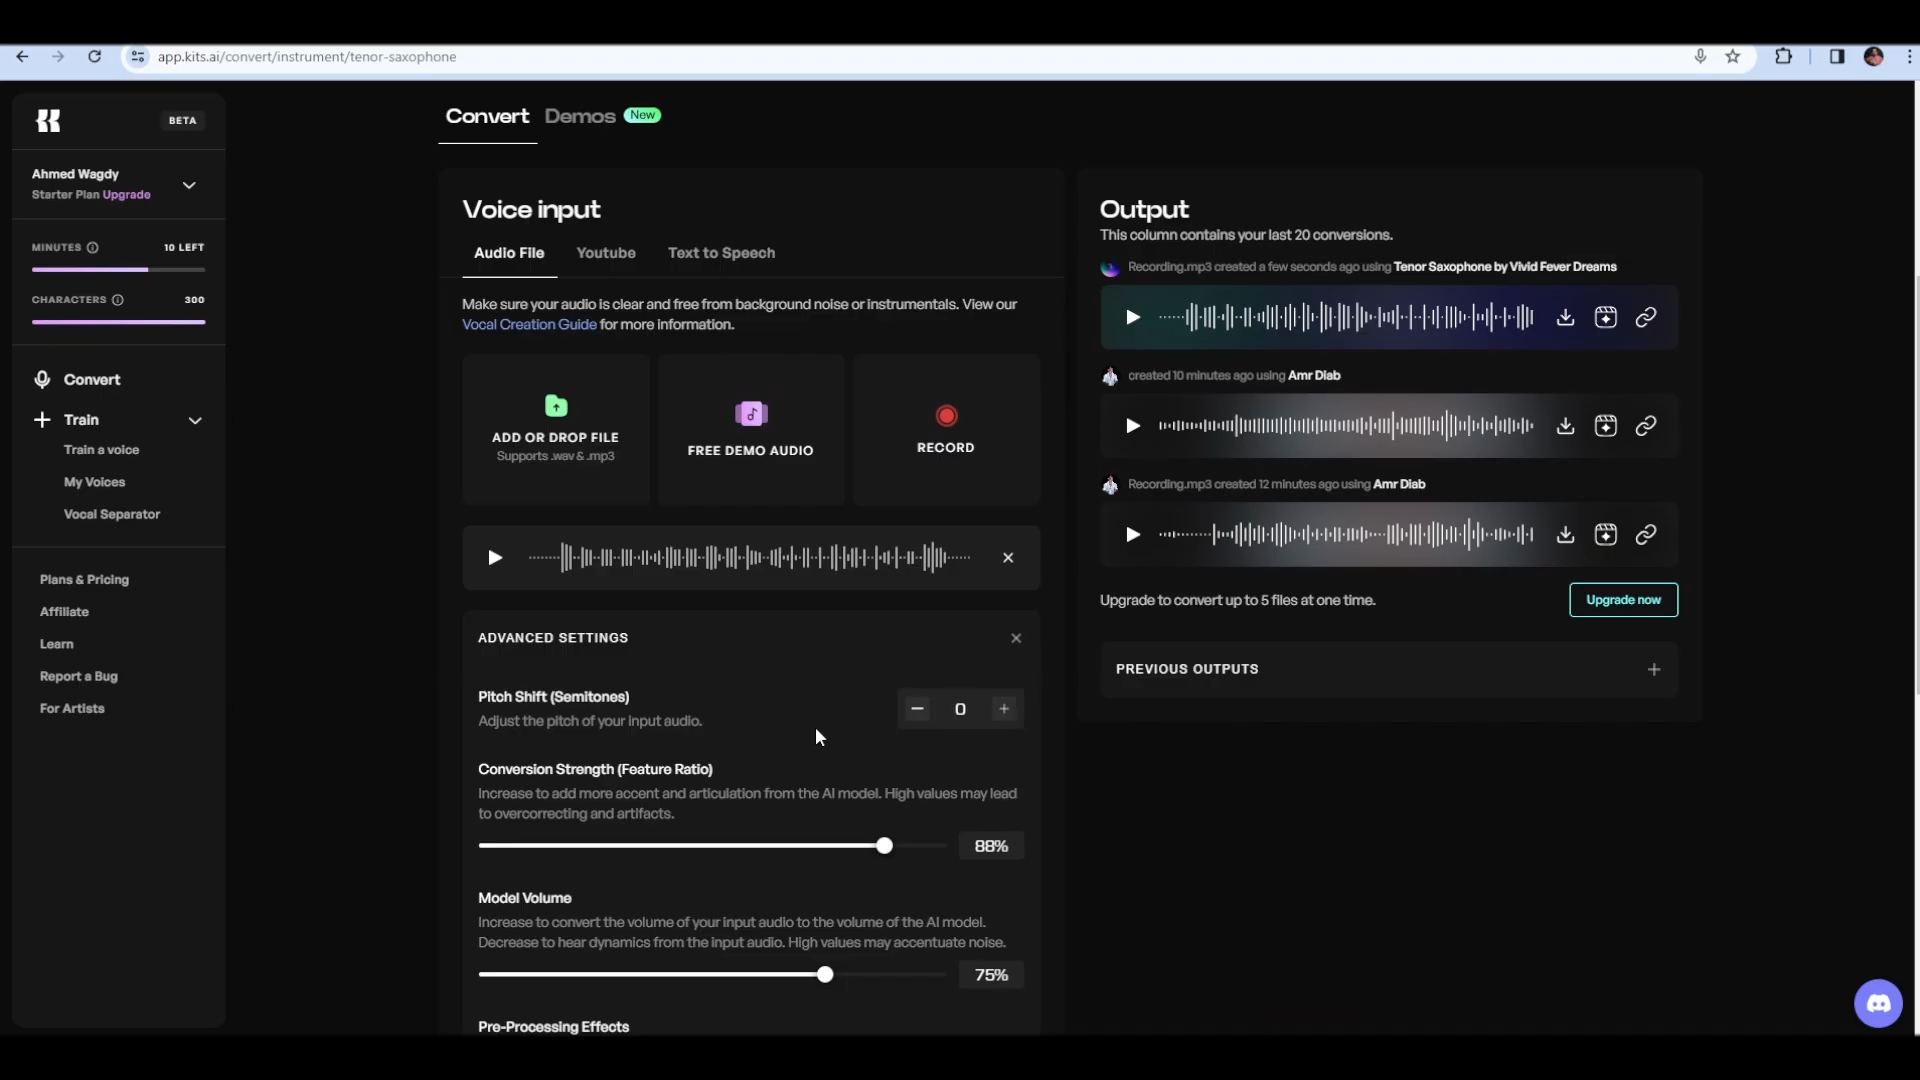 app.kits.ai/convert/instrument/tenor-saxophone
BETA
Ahmed Wagdy
Starter Plan Upgrade
MINUTES 10 LEFT
CHARACTERS 300
Convert
Train
Train a voice
My Voices
Vocal Separator
Plans & Pricing
Affiliate
Learn
Report a Bug
For Artists
Convert Demos New
Voice input
Audio File Youtube Text to Speech
Make sure your audio is clear and free from background noise or instrumentals. View our
Vocal Creation Guide for more information.
ADD OR DROP FILE
Supports .wav & .mp3
FREE DEMO AUDIO
RECORD
ADVANCED SETTINGS
Pitch Shift (Semitones)
Adjust the pitch of your input audio.
0
Conversion Strength (Feature Ratio)
Increase to add more accent and articulation from the AI model. High values may lead
to overcorrecting and artifacts.
88%
Model Volume
Increase to convert the volume of your input audio to the volume of the AI model.
Decrease to hear dynamics from the input audio. High values may accentuate noise.
75%
Pre-Processing Effects
Output
This column contains your last 20 conversions.
Recording.mp3 created a few seconds ago using Tenor Saxophone by Vivid Fever Dreams
created 10 minutes ago using Amr Diab
Recording.mp3 created 12 minutes ago using Amr Diab
Upgrade to convert up to 5 files at one time.
Upgrade now
PREVIOUS OUTPUTS